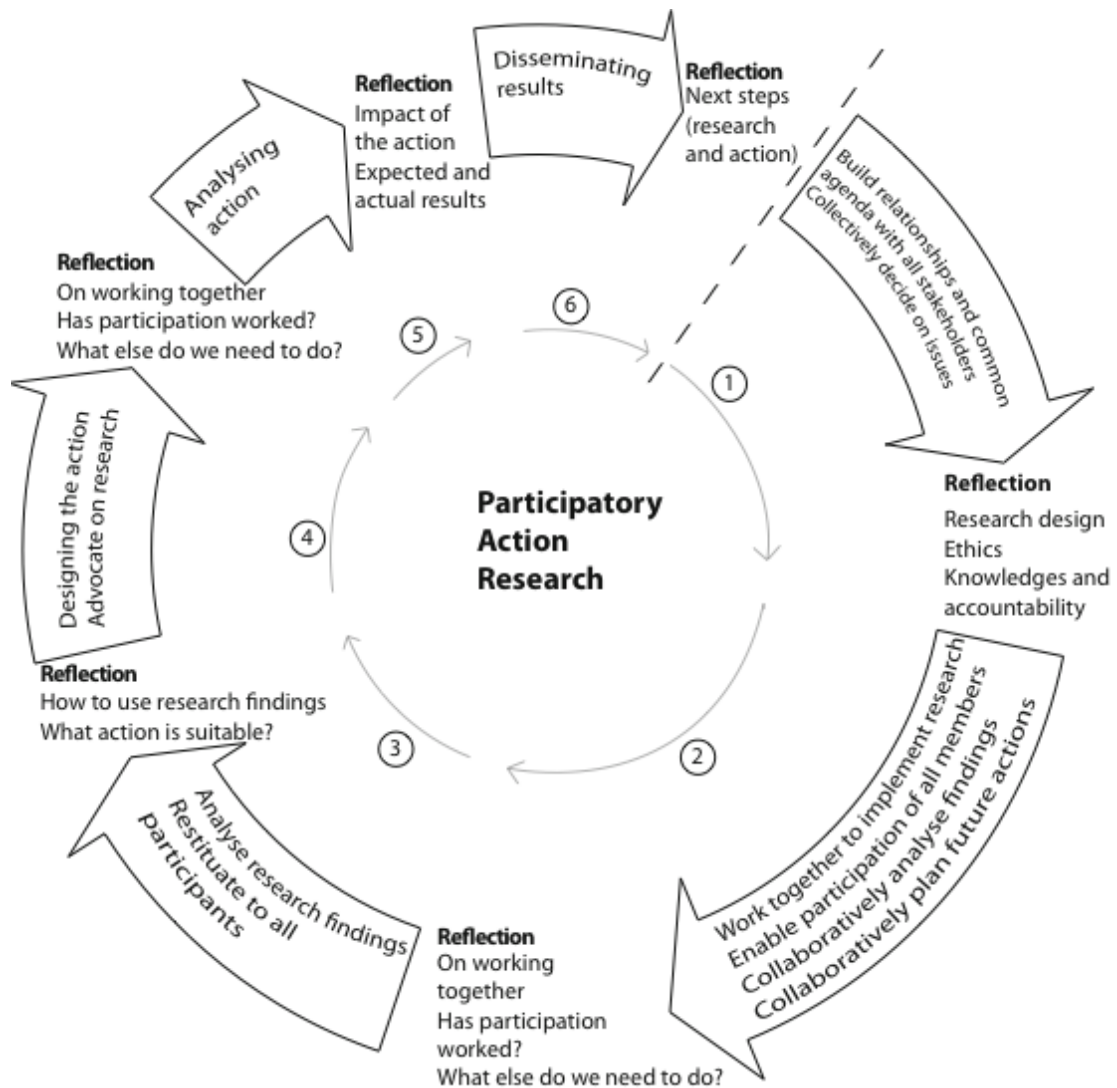 Participatory
Action
Research
1
Build relationships and common
agenda with all stakeholders
Collectively decide on issues
Reflection
Research design
Ethics
Knowledges and
accountability
2
Work together to implement research
Enable participation of all members
Collaboratively analyse findings
Collaboratively plan future actions
Reflection
On working
together
Has participation
worked?
What else do we need to do?
3
Analyse research findings
Restituate to all
participants
Reflection
How to use research findings
What action is suitable?
4
Designing the action
Advocate on research
Reflection
On working together
Has participation worked?
What else do we need to do?
5
Analysing
action
Reflection
Impact of
the action
Expected and
actual results
6
Disseminating
results
Reflection
Next steps
(research
and action)